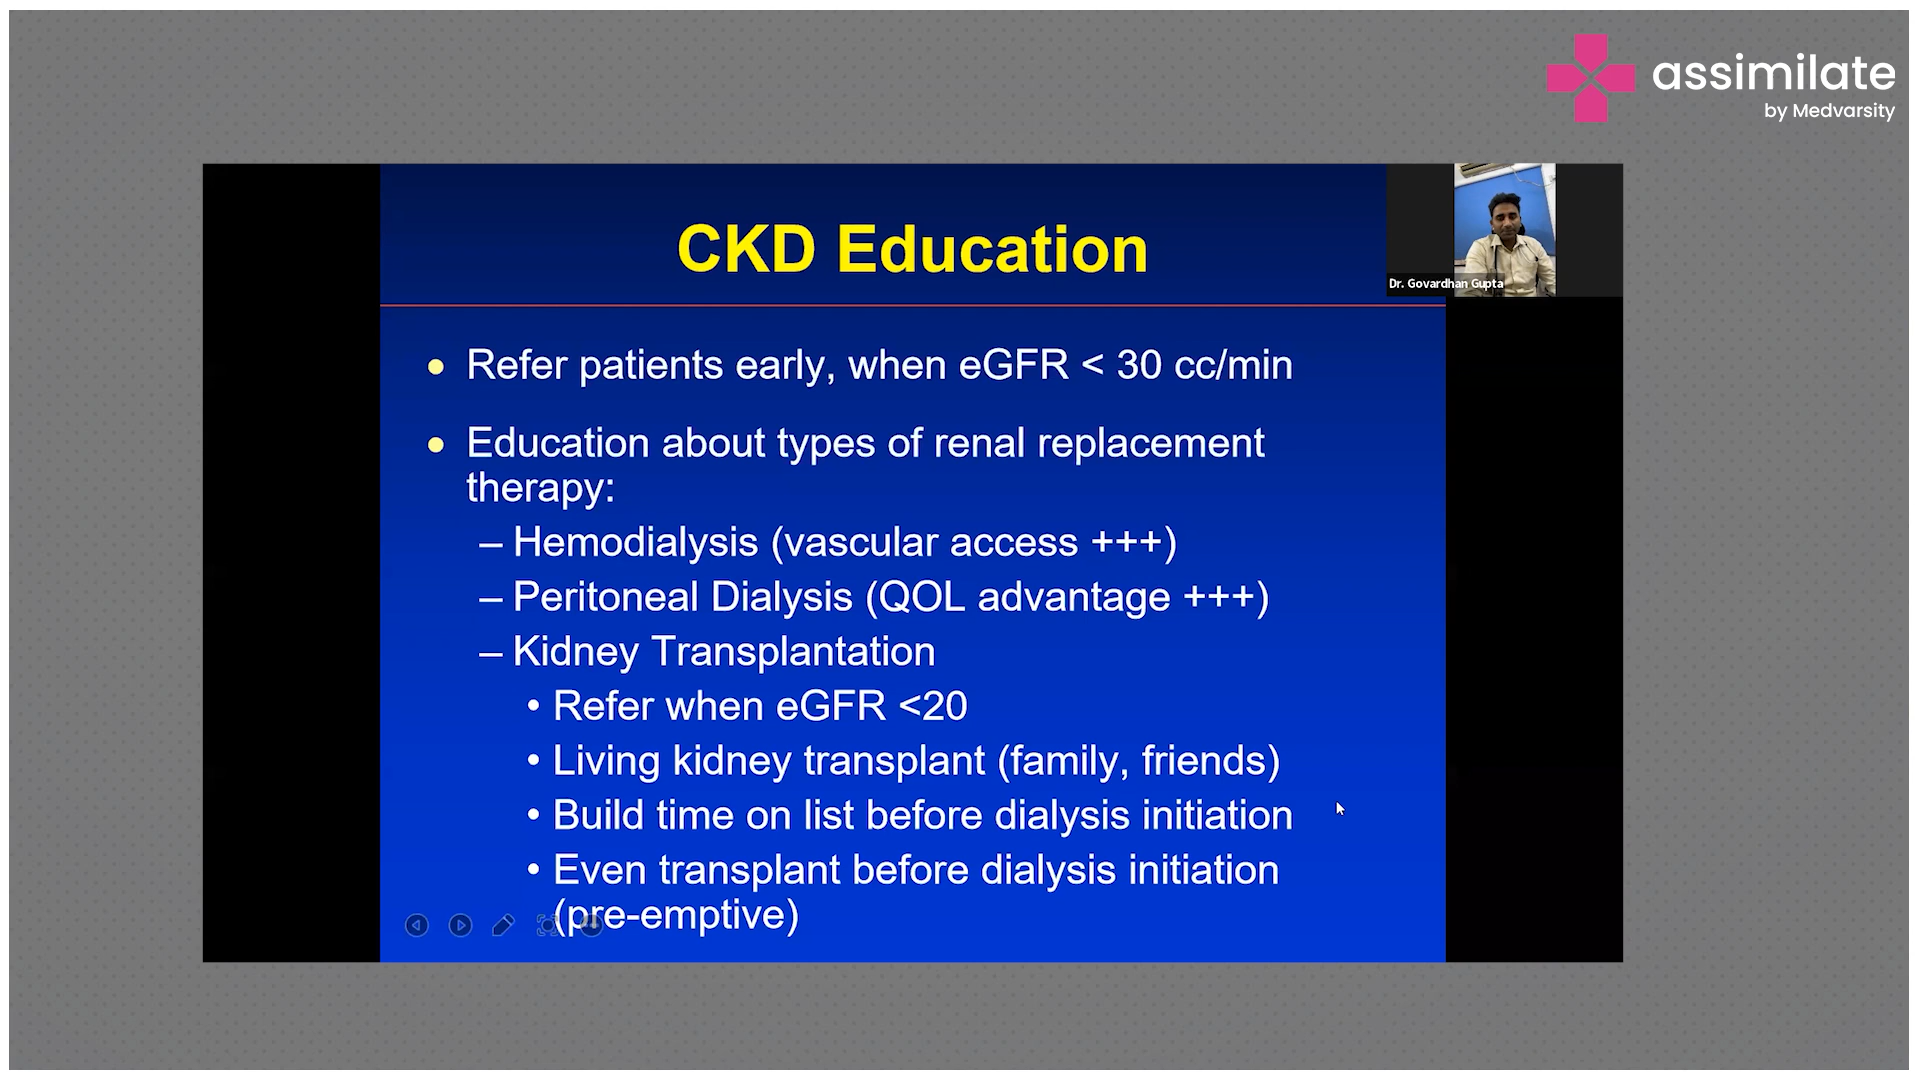 assimilate
by Medvarsity
CKD Education
Dr. Govardhan Gupta
• Refer patients early, when eGFR < 30 cc/min
• Education about types of renal replacement
therapy:
– Hemodialysis (vascular access +++)
– Peritoneal Dialysis (QOL advantage +++)
– Kidney Transplantation
• Refer when eGFR <20
• Living kidney transplant (family, friends)
• Build time on list before dialysis initiation
• Even transplant before dialysis initiation
(pre-emptive)